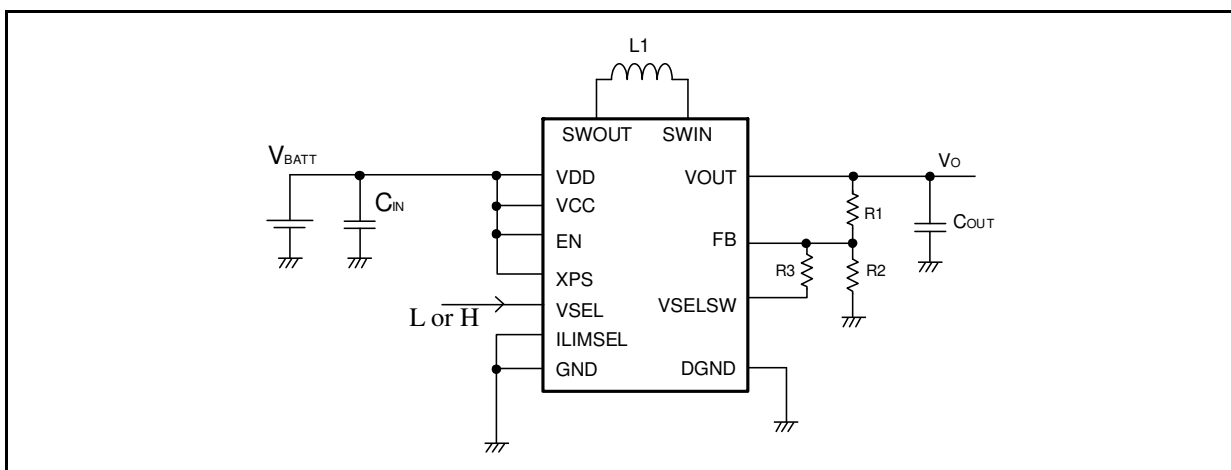 L1
SWOUT SWIN
VBATT
CIN
VDD
VCC
EN
XPS
VSEL
ILIMSEL
GND
L or H
VOUT
FB
VSELSW
DGND
R1
R2
R3
VO
COUT